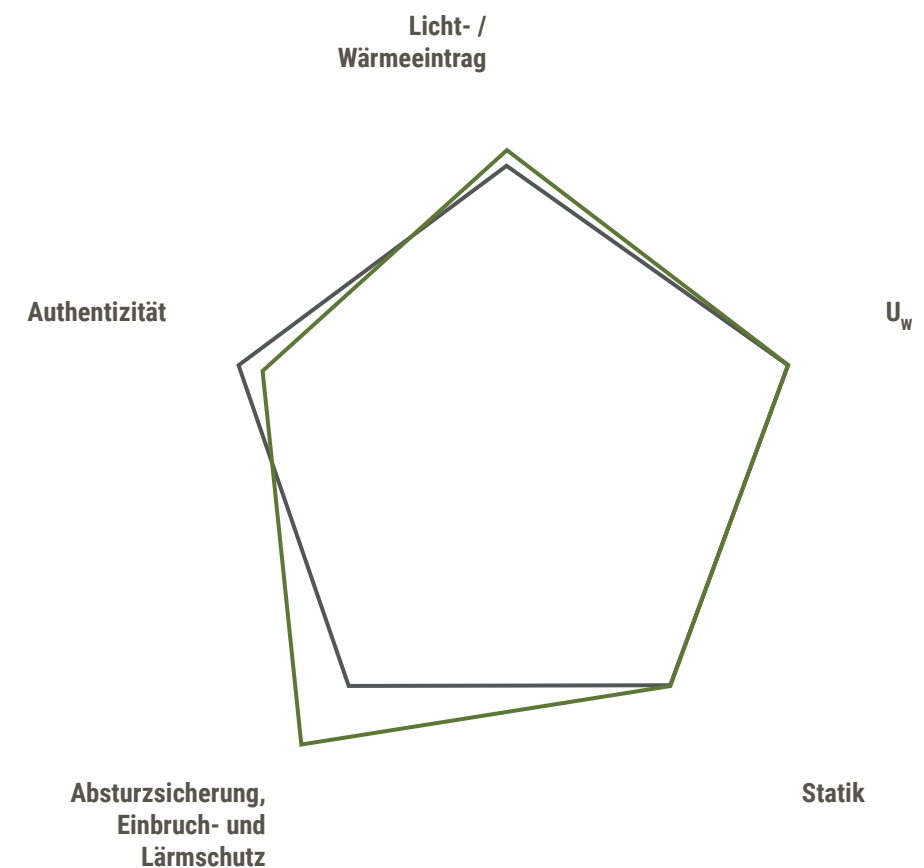 Licht- /
Wärmeeintrag
Authentizität
Uw
Absturzsicherung,
Einbruch- und
Lärmschutz
Statik